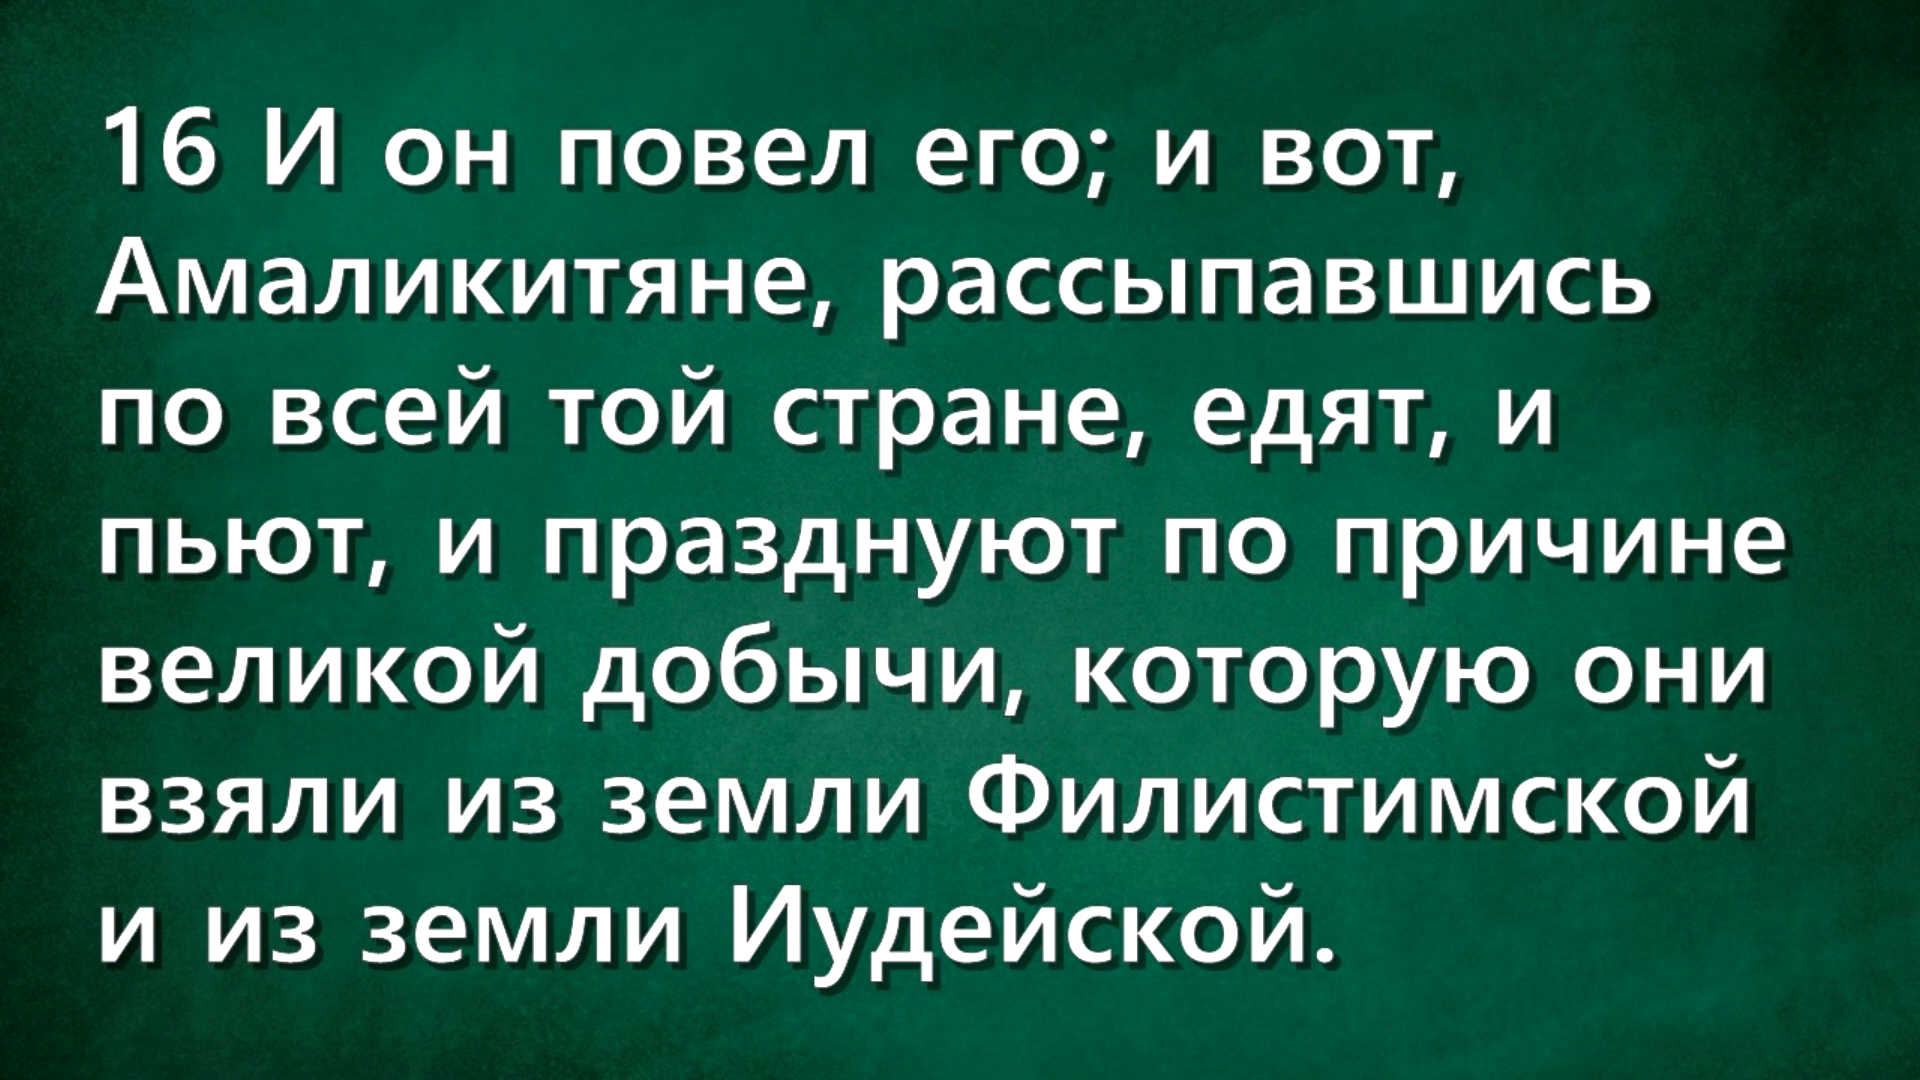 16 И он повел его; и вот,
Амаликитяне, рассыпавшись
по всей той стране, едят, и
пьют, и празднуют по причине
великой добычи, которую они
взяли из земли Филистимской
и из земли Иудейской.